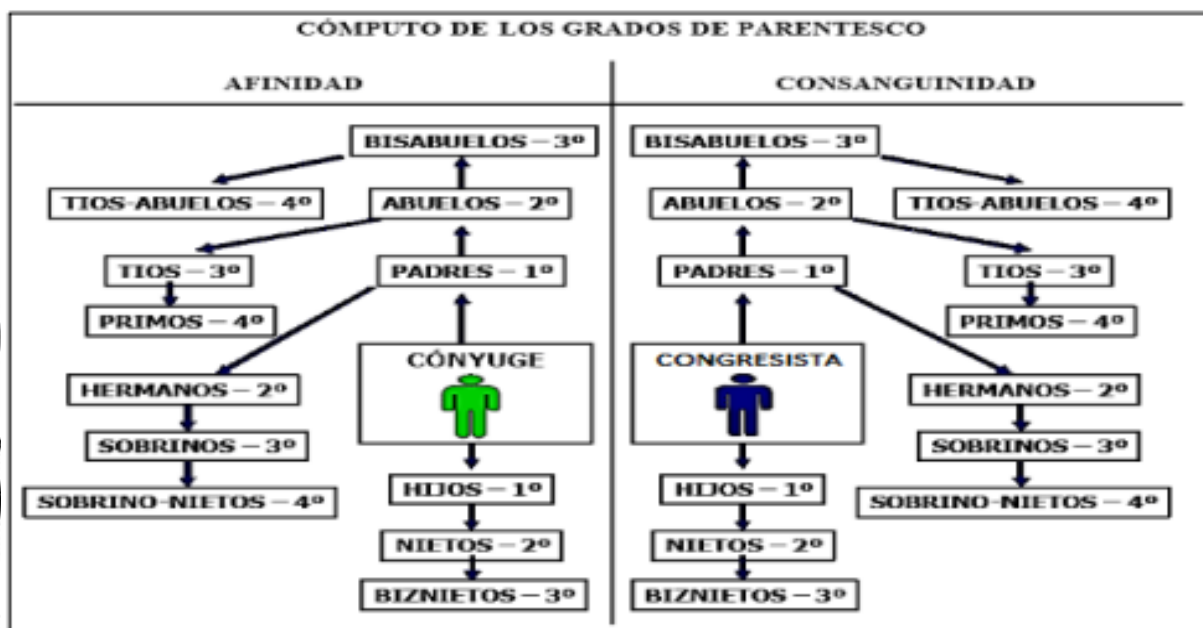 CÓMPUTO DE LOS GRADOS DE PARENTESCO
AFINIDAD
CONSANGUINIDAD
BISABUELOS – 3º
BISABUELOS – 3º
TIOS-ABUELOS – 4º
ABUELOS – 2º
ABUELOS – 2º
TIOS-ABUELOS – 4º
TIOS – 3º
PADRES – 1º
PADRES – 1º
TIOS – 3º
PRIMOS – 4º
PRIMOS – 4º
CÓNYUGE
CONGRESISTA
HERMANOS – 2º
HERMANOS – 2º
SOBRINOS – 3º
SOBRINOS – 3º
SOBRINO-NIETOS – 4º
HIJOS – 1º
HIJOS – 1º
SOBRINO-NIETOS – 4º
NIETOS – 2º
NIETOS – 2º
BIZNIETOS – 3º
BIZNIETOS – 3º